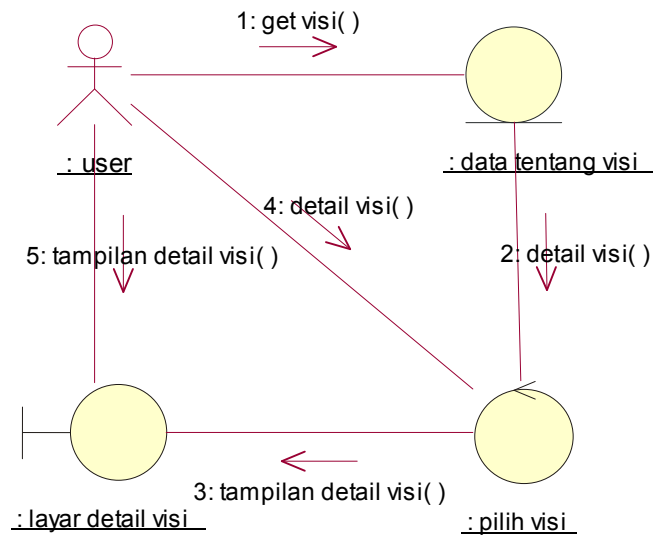 1: get visi( )
: user
: data tentang visi
4: detail visi( )
5: tampilan detail visi( )
2: detail visi( )
3: tampilan detail visi( )
: layar detail visi
: pilih visi